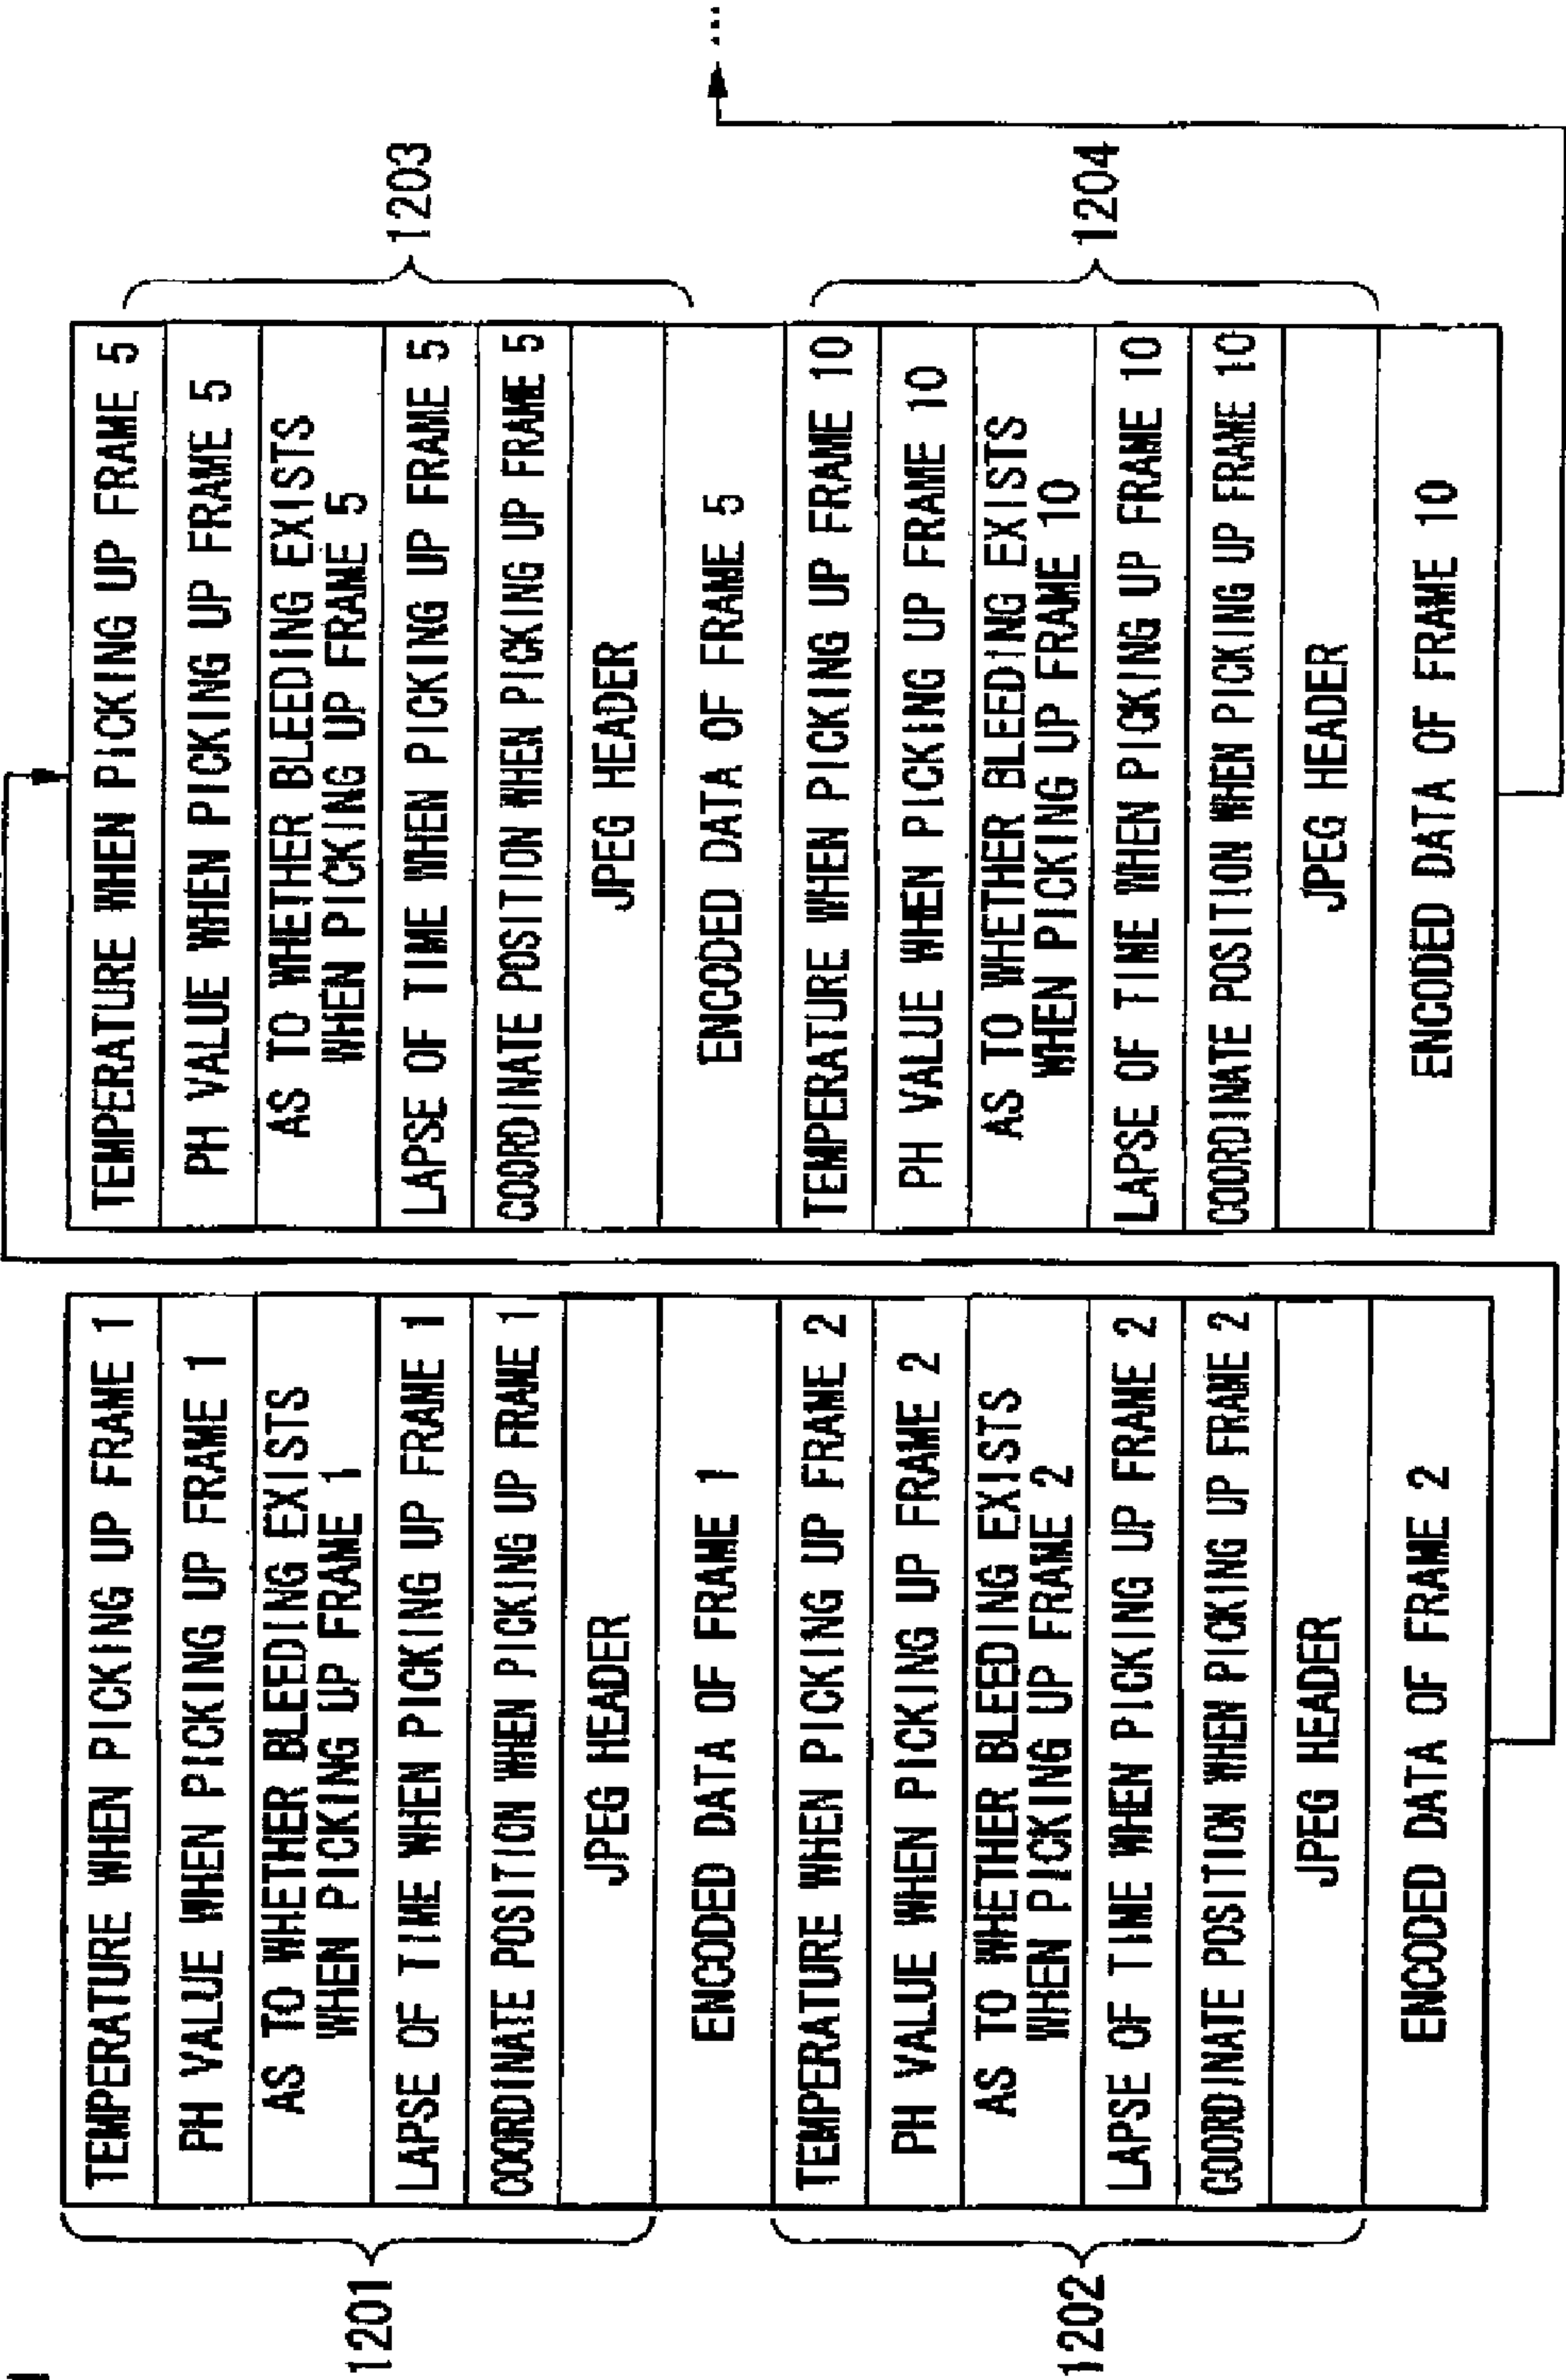 1201
TEMPERATURE WHEN PICKING UP FRAME 1
PH VALUE WHEN PICKING UP FRAME 1
AS TO WHETHER BLEEDING EXISTS
WHEN PICKING UP FRAME 1
LAPSE OF TIME WHEN PICKING UP FRAME 1
COORDINATE POSITION WHEN PICKING UP FRAME 1
JPEG HEADER
ENCODED DATA OF FRAME 1
1202
TEMPERATURE WHEN PICKING UP FRAME 2
PH VALUE WHEN PICKING UP FRAME 2
AS TO WHETHER BLEEDING EXISTS
WHEN PICKING UP FRAME 2
LAPSE OF TIME WHEN PICKING UP FRAME 2
COORDINATE POSITION WHEN PICKING UP FRAME 2
JPEG HEADER
ENCODED DATA OF FRAME 2
1203
TEMPERATURE WHEN PICKING UP FRAME 5
PH VALUE WHEN PICKING UP FRAME 5
AS TO WHETHER BLEEDING EXISTS
WHEN PICKING UP FRAME 5
LAPSE OF TIME WHEN PICKING UP FRAME 5
COORDINATE POSITION WHEN PICKING UP FRAME 5
JPEG HEADER
ENCODED DATA OF FRAME 5
1204
TEMPERATURE WHEN PICKING UP FRAME 10
PH VALUE WHEN PICKING UP FRAME 10
AS TO WHETHER BLEEDING EXISTS
WHEN PICKING UP FRAME 10
LAPSE OF TIME WHEN PICKING UP FRAME 10
COORDINATE POSITION WHEN PICKING UP FRAME 10
JPEG HEADER
ENCODED DATA OF FRAME 10
...